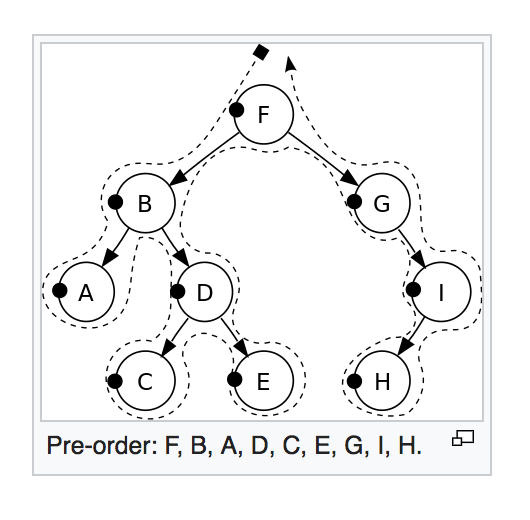 F
B
G
A
D
I
C
E
H
Pre-order: F, B, A, D, C, E, G, I, H.